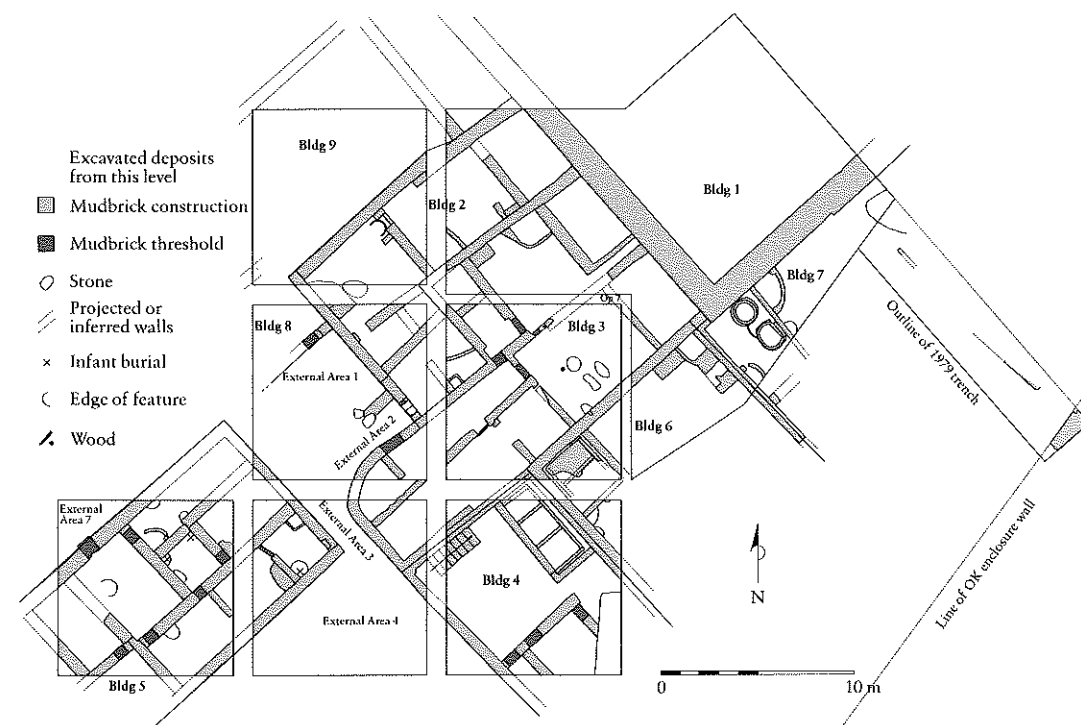 Excavated deposits
from this level
Mudbrick construction
Mudbrick threshold
Stone
Projected or
inferred walls
Infant burial
Edge of feature
Wood
Bldg 9
Bldg 2
Bldg 1
Bldg 7
Op 7
Bldg 8
Bldg 3
External Area 1
External Area 2
Bldg 6
External
Area 7
External Area 3
Bldg 4
External Area 4
Bldg 5
Outline of 1979 trench
Line of OK enclosure wall
N
0
10 m